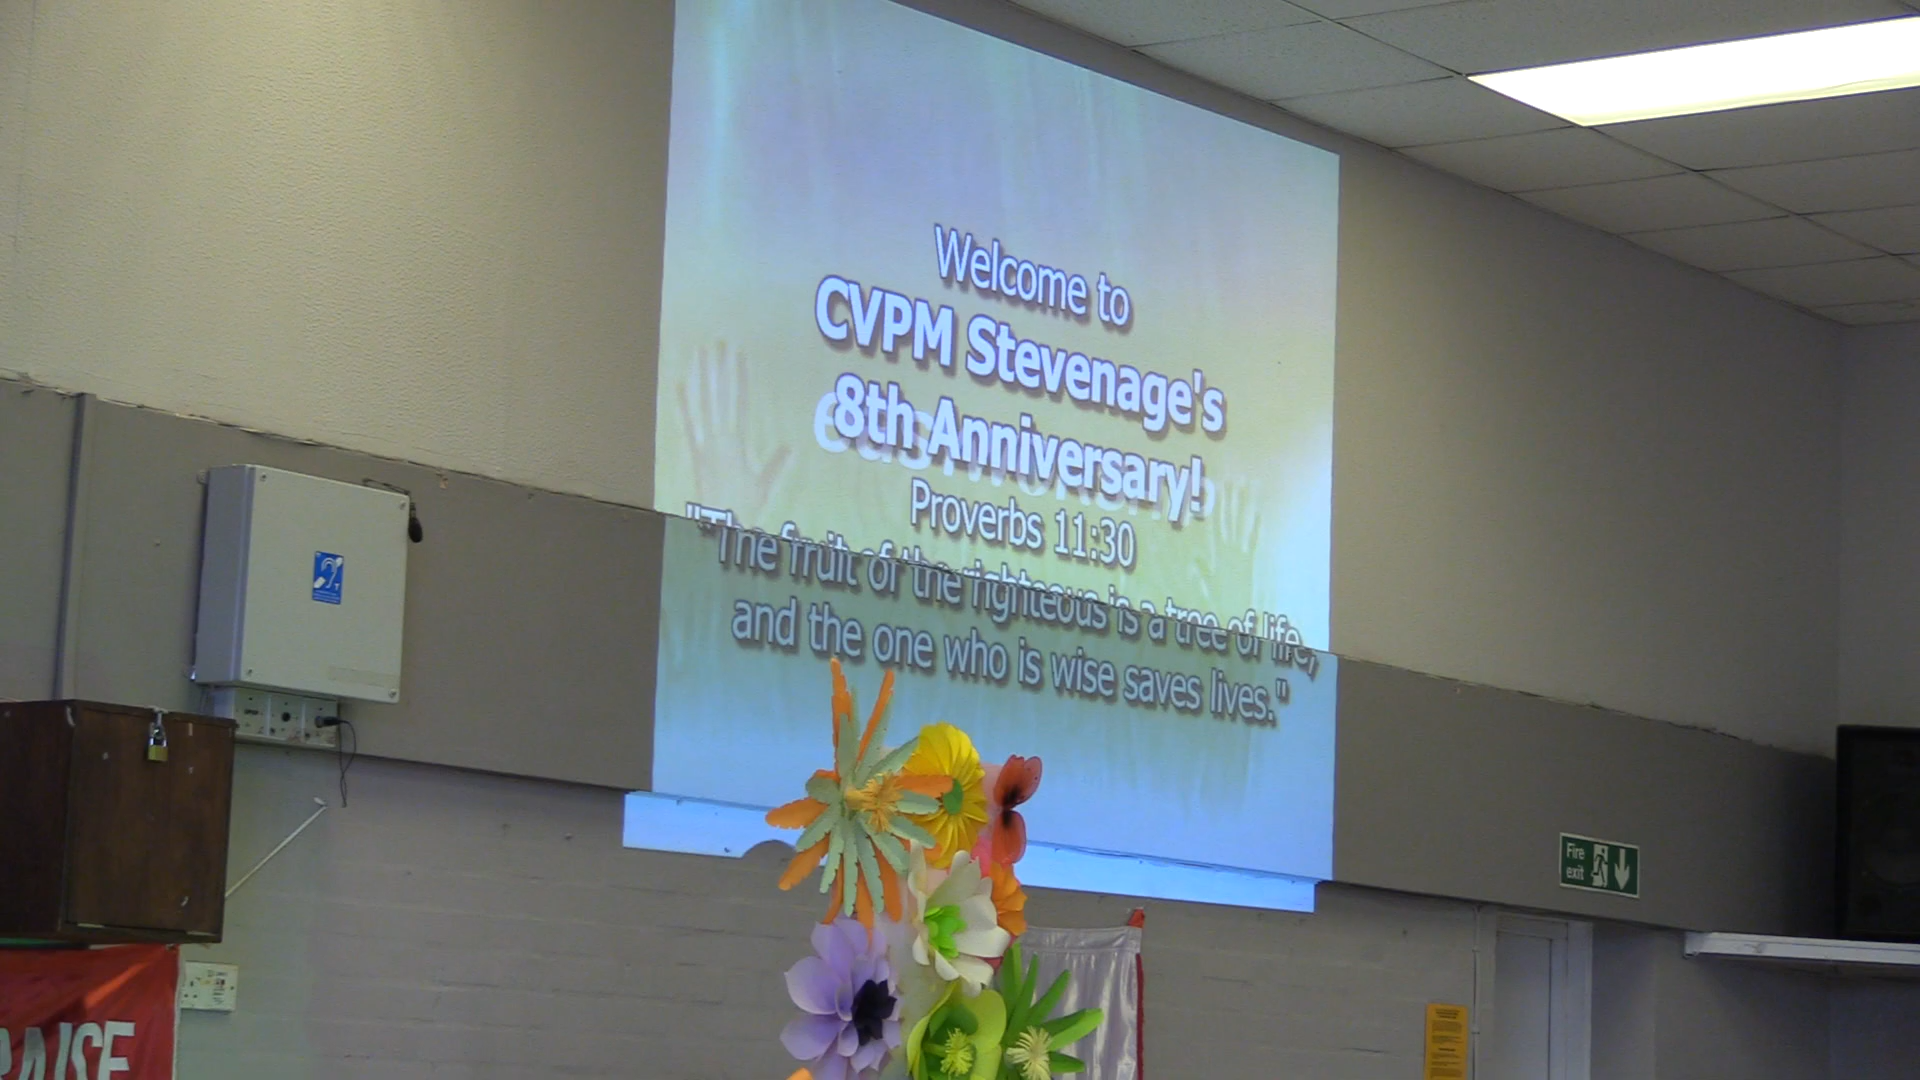 Welcome to
CVPM Stevenage's
8th Anniversary!
Proverbs 11:30
"The fruit of the righteous is a tree of life,
and the one who is wise saves lives."
Fire
exit
T
RAISE